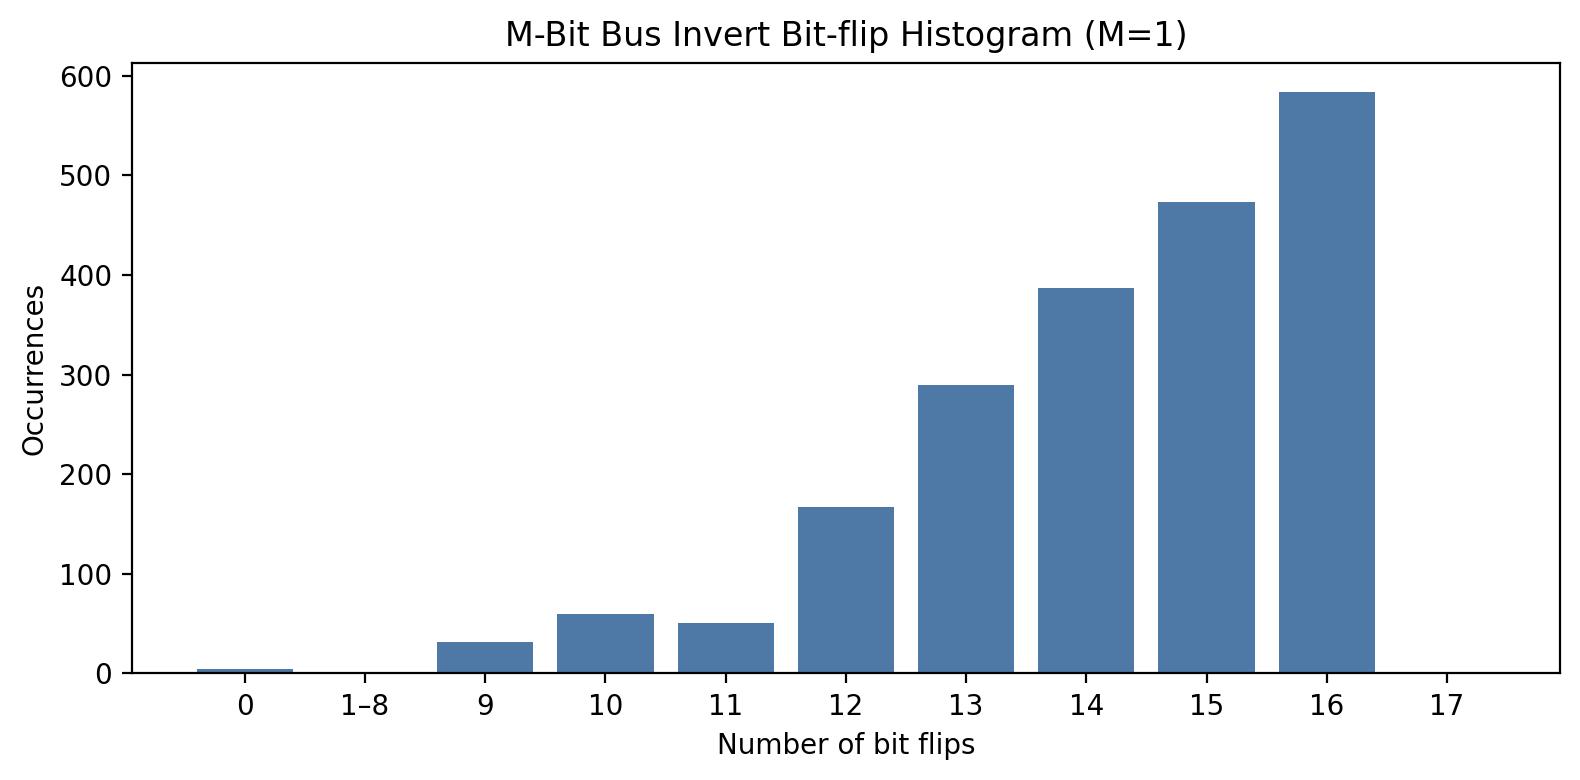 M-Bit Bus Invert Bit-flip Histogram (M=1)
600
500
400
300
200
100
0
Occurrences
0 1–8 9 10 11 12 13 14 15 16 17
Number of bit flips